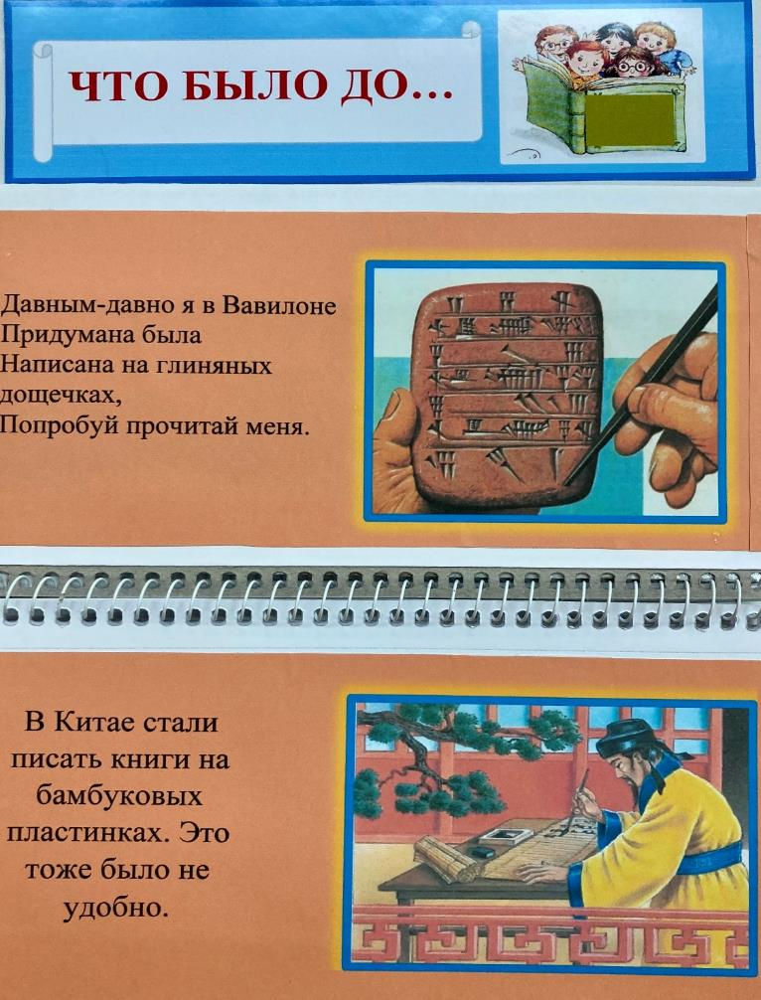 ЧТО БЫЛО ДО...
Давным-давно я в Вавилоне
Придумана была
Написана на глиняных
дощечках,
Попробуй прочитай меня.
В Китае стали
писать книги на
бамбуковых
пластинках. Это
тоже было не
удобно.